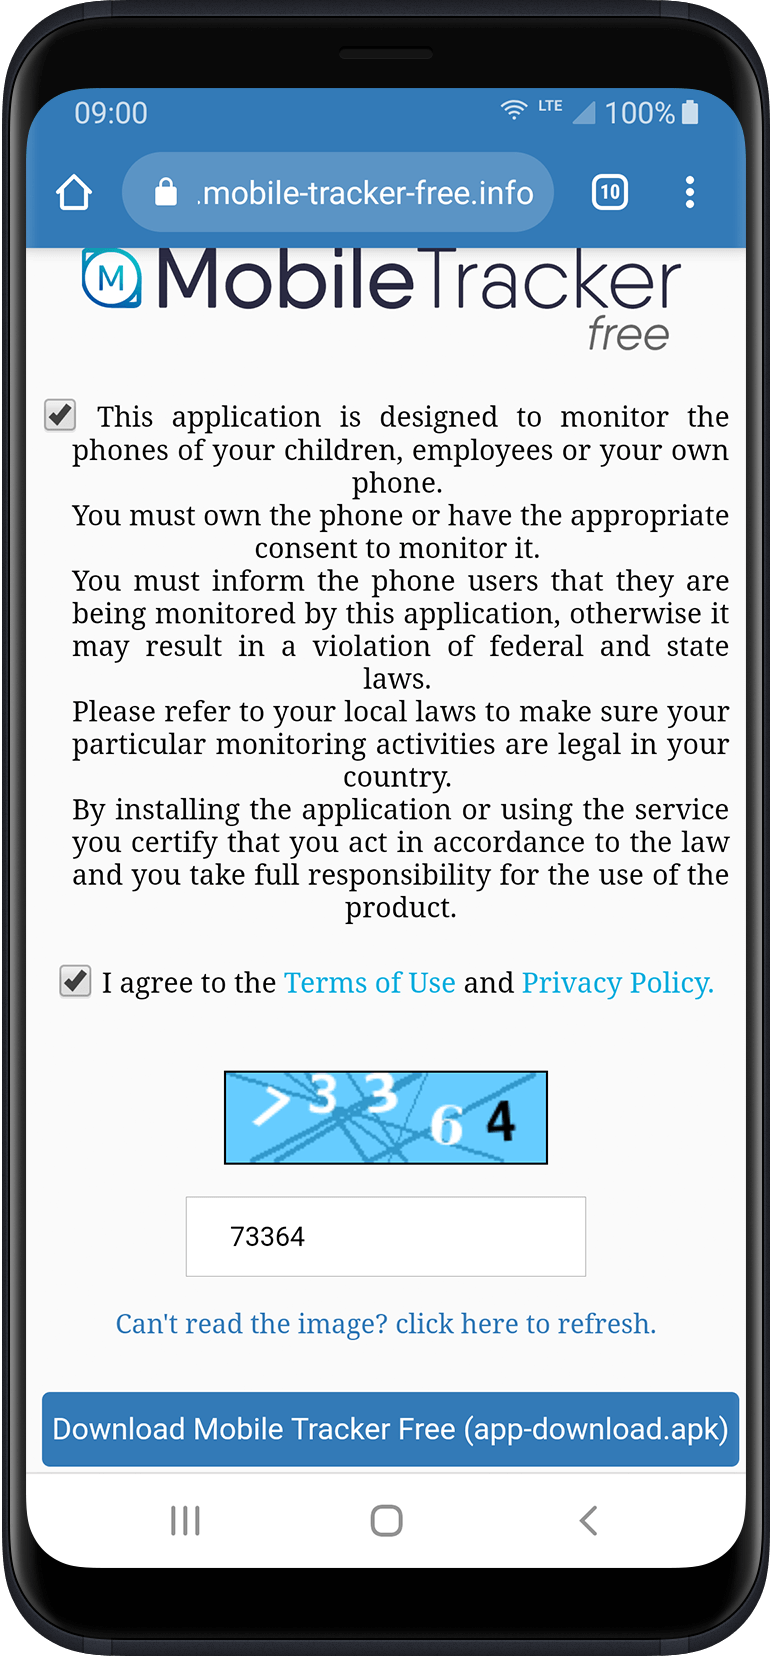 09:00 LTE 100%
.mobile-tracker-free.info 10
M MobileTracker
free
This application is designed to monitor the
phones of your children, employees or your own
phone.
You must own the phone or have the appropriate
consent to monitor it.
You must inform the phone users that they are
being monitored by this application, otherwise it
may result in a violation of federal and state
laws.
Please refer to your local laws to make sure your
particular monitoring activities are legal in your
country.
By installing the application or using the service
you certify that you act in accordance to the law
and you take full responsibility for the use of the
product.
I agree to the Terms of Use and Privacy Policy.
73364
73364
Can't read the image? click here to refresh.
Download Mobile Tracker Free (app-download.apk)